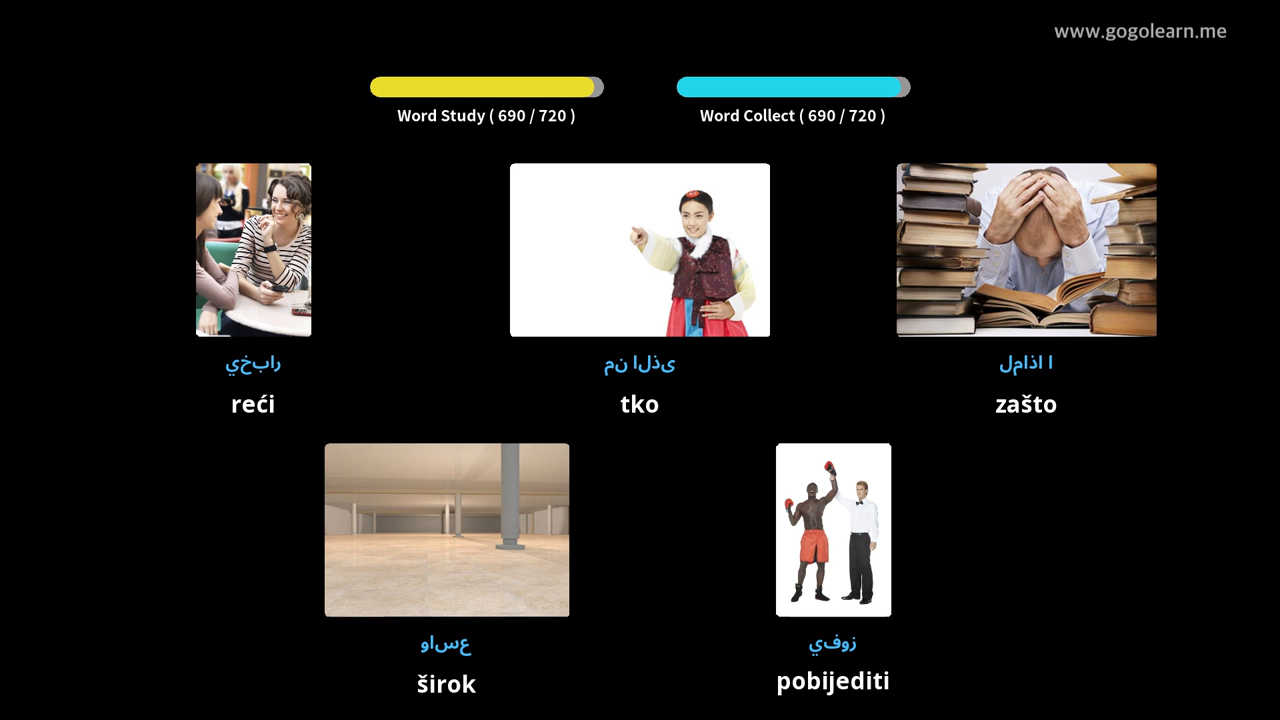 www.gogolearn.me
Word Study ( 690 / 720 )
Word Collect ( 690 / 720 )
يخبار
من الذى
لماذا ا
reći
tko
zašto
واسع
يفوز
širok
pobijediti